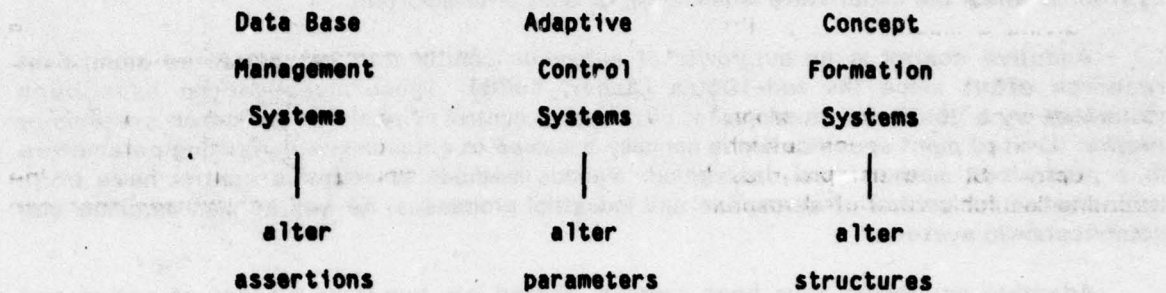 Data Base Adaptive Concept
Management Control Formation
Systems Systems Systems
alter alter alter
assertions parameters structures